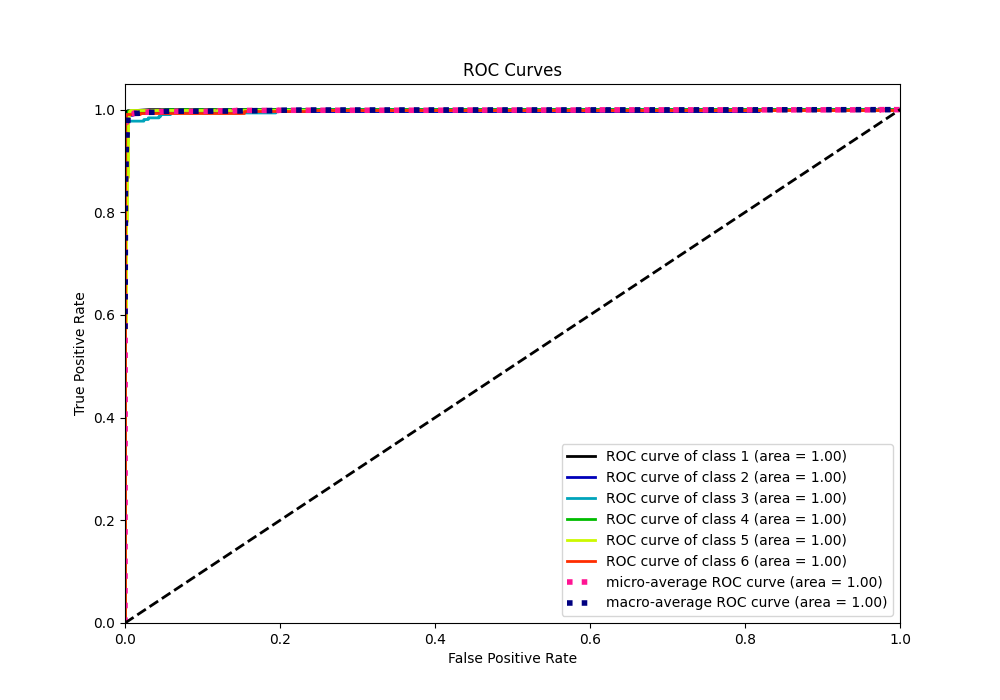 ROC Curves
True Positive Rate
1.0
0.8
0.6
0.4
0.2
0.0
ROC curve of class 1 (area = 1.00)
ROC curve of class 2 (area = 1.00)
ROC curve of class 3 (area = 1.00)
ROC curve of class 4 (area = 1.00)
ROC curve of class 5 (area = 1.00)
ROC curve of class 6 (area = 1.00)
micro-average ROC curve (area = 1.00)
macro-average ROC curve (area = 1.00)
0.0 0.2 0.4 0.6 0.8 1.0
False Positive Rate